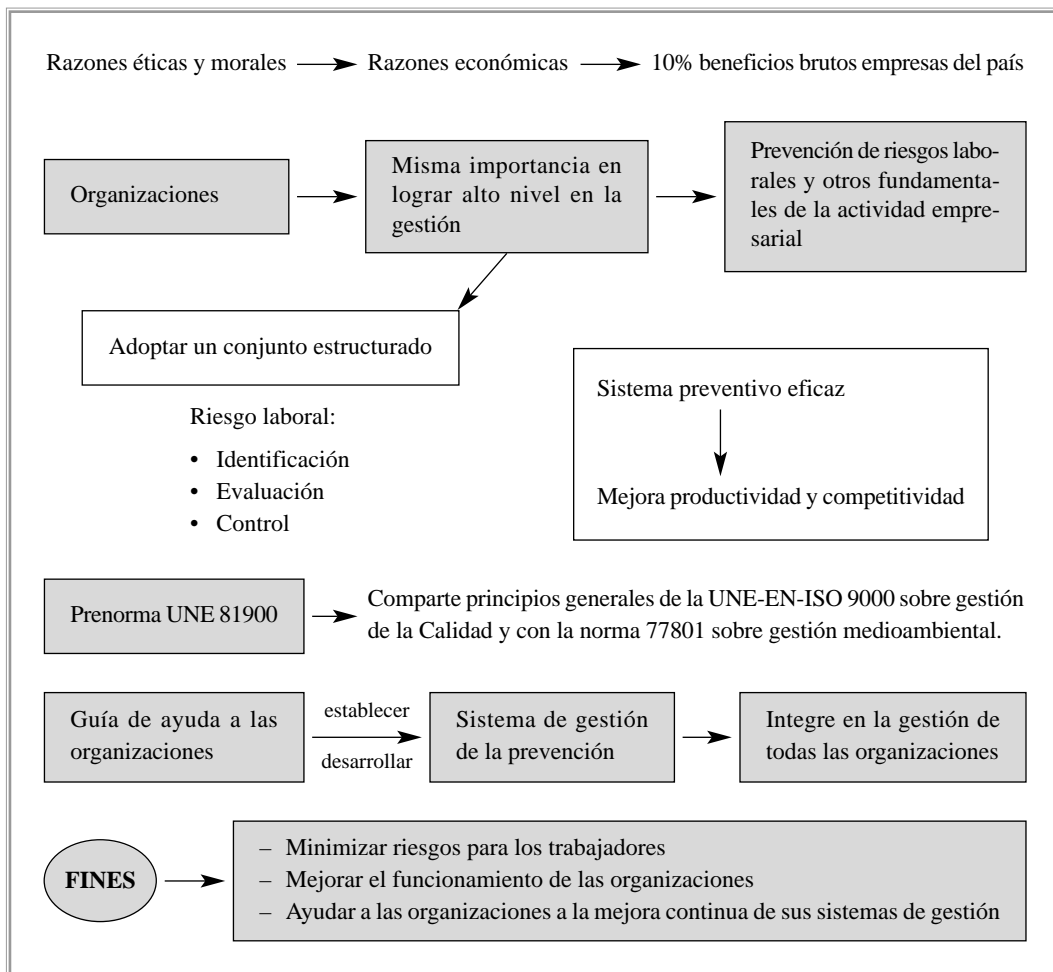 Razones éticas y morales
Razones económicas
10% beneficios brutos empresas del país
Organizaciones
Misma importancia en
lograr alto nivel en la
gestión
Prevención de riesgos labo-
rales y otros fundamenta-
les de la actividad empre-
sarial
Adoptar un conjunto estructurado
Riesgo laboral:
• Identificación
• Evaluación
• Control
Sistema preventivo eficaz
Mejora productividad y competitividad
Prenorma UNE 81900
Comparte principios generales de la UNE-EN-ISO 9000 sobre gestión
de la Calidad y con la norma 77801 sobre gestión medioambiental.
Guía de ayuda a las
organizaciones
establecer
desarrollar
Sistema de gestión
de la prevención
Integre en la gestión de
todas las organizaciones
FINES
– Minimizar riesgos para los trabajadores
– Mejorar el funcionamiento de las organizaciones
– Ayudar a las organizaciones a la mejora continua de sus sistemas de gestión